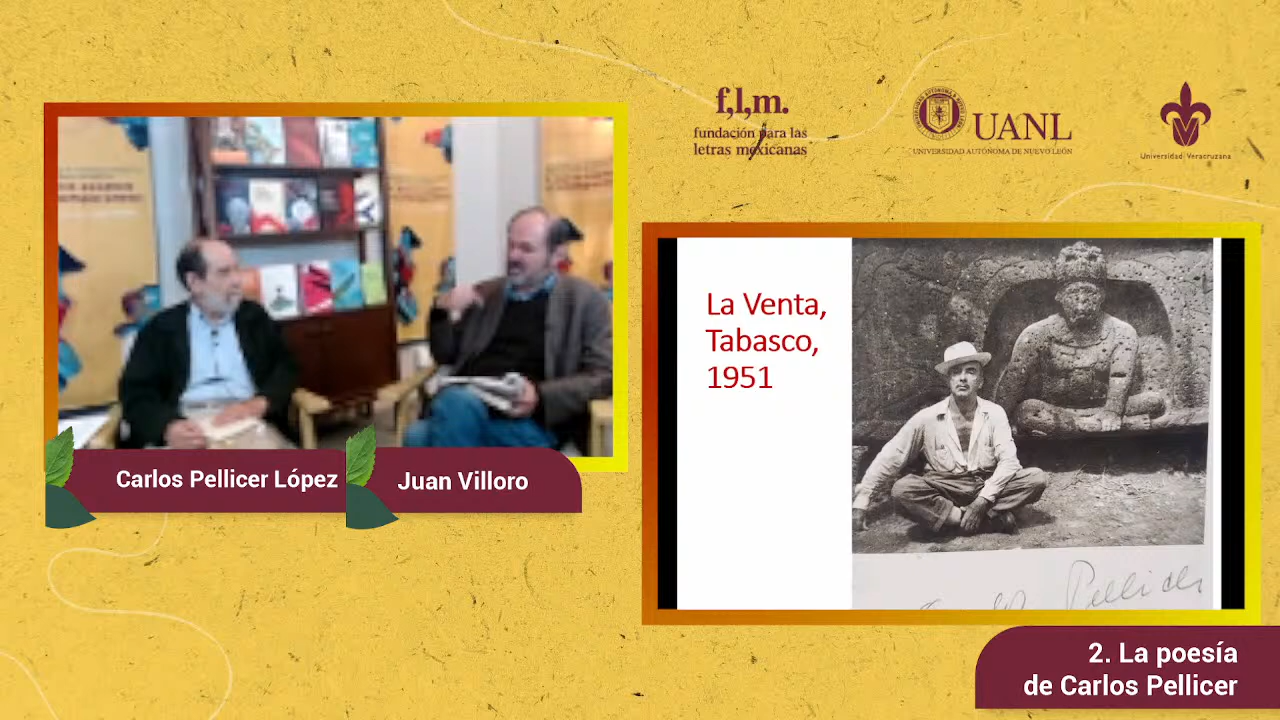 f,l,m.
fundación para las
letras mexicanas
UANL
UNIVERSIDAD AUTÓNOMA DE NUEVO LEÓN
Universidad Veracruzana
La Venta,
Tabasco,
1951
Pellicer
Carlos Pellicer López
Juan Villoro
2. La poesía
de Carlos Pellicer